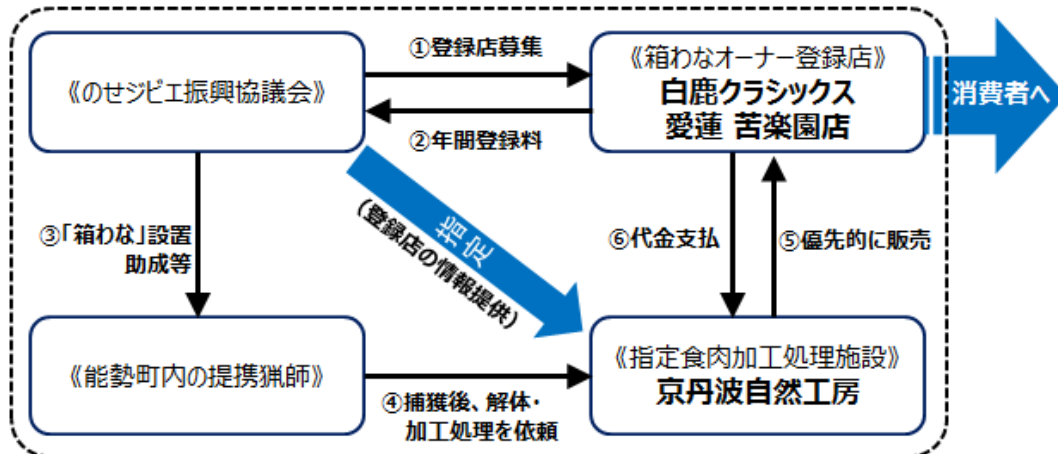 《のせジビエ振興協議会》
①登録店募集
②年間登録料
《箱わなオーナー登録店》
白鹿クラシックス
愛蓮 苦楽園店
消費者へ
③「箱わな」設置
助成等
指定
(登録店の情報提供)
⑥代金支払
⑤優先的に販売
《能勢町内の提携猟師》
④捕獲後、解体・
加工処理を依頼
《指定食肉加工処理施設》
京丹波自然工房